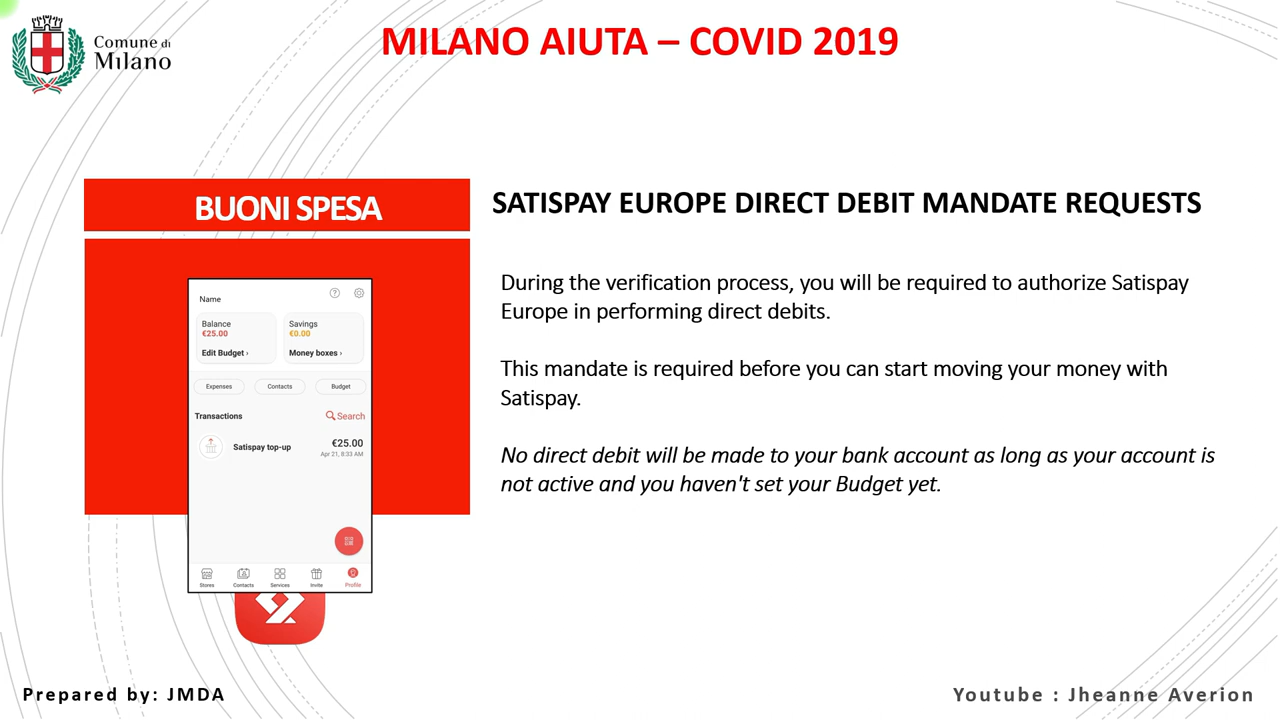 Comune di
Milano
MILANO AIUTA – COVID 2019
BUONI SPESA
SATISPAY EUROPE DIRECT DEBIT MANDATE REQUESTS
During the verification process, you will be required to authorize Satispay
Europe in performing direct debits.
This mandate is required before you can start moving your money with
Satispay.
No direct debit will be made to your bank account as long as your account is
not active and you haven't set your Budget yet.
Name
?
Balance
€25.00
Edit Budget ›
Savings
€0.00
Money boxes ›
Expenses
Contacts
Budget
Transactions
Search
Satispay top-up
€25.00
Apr 21, 8:33 AM
Stores
Contacts
Services
Invite
Profile
Prepared by: JMDA
Youtube : Jheanne Averion